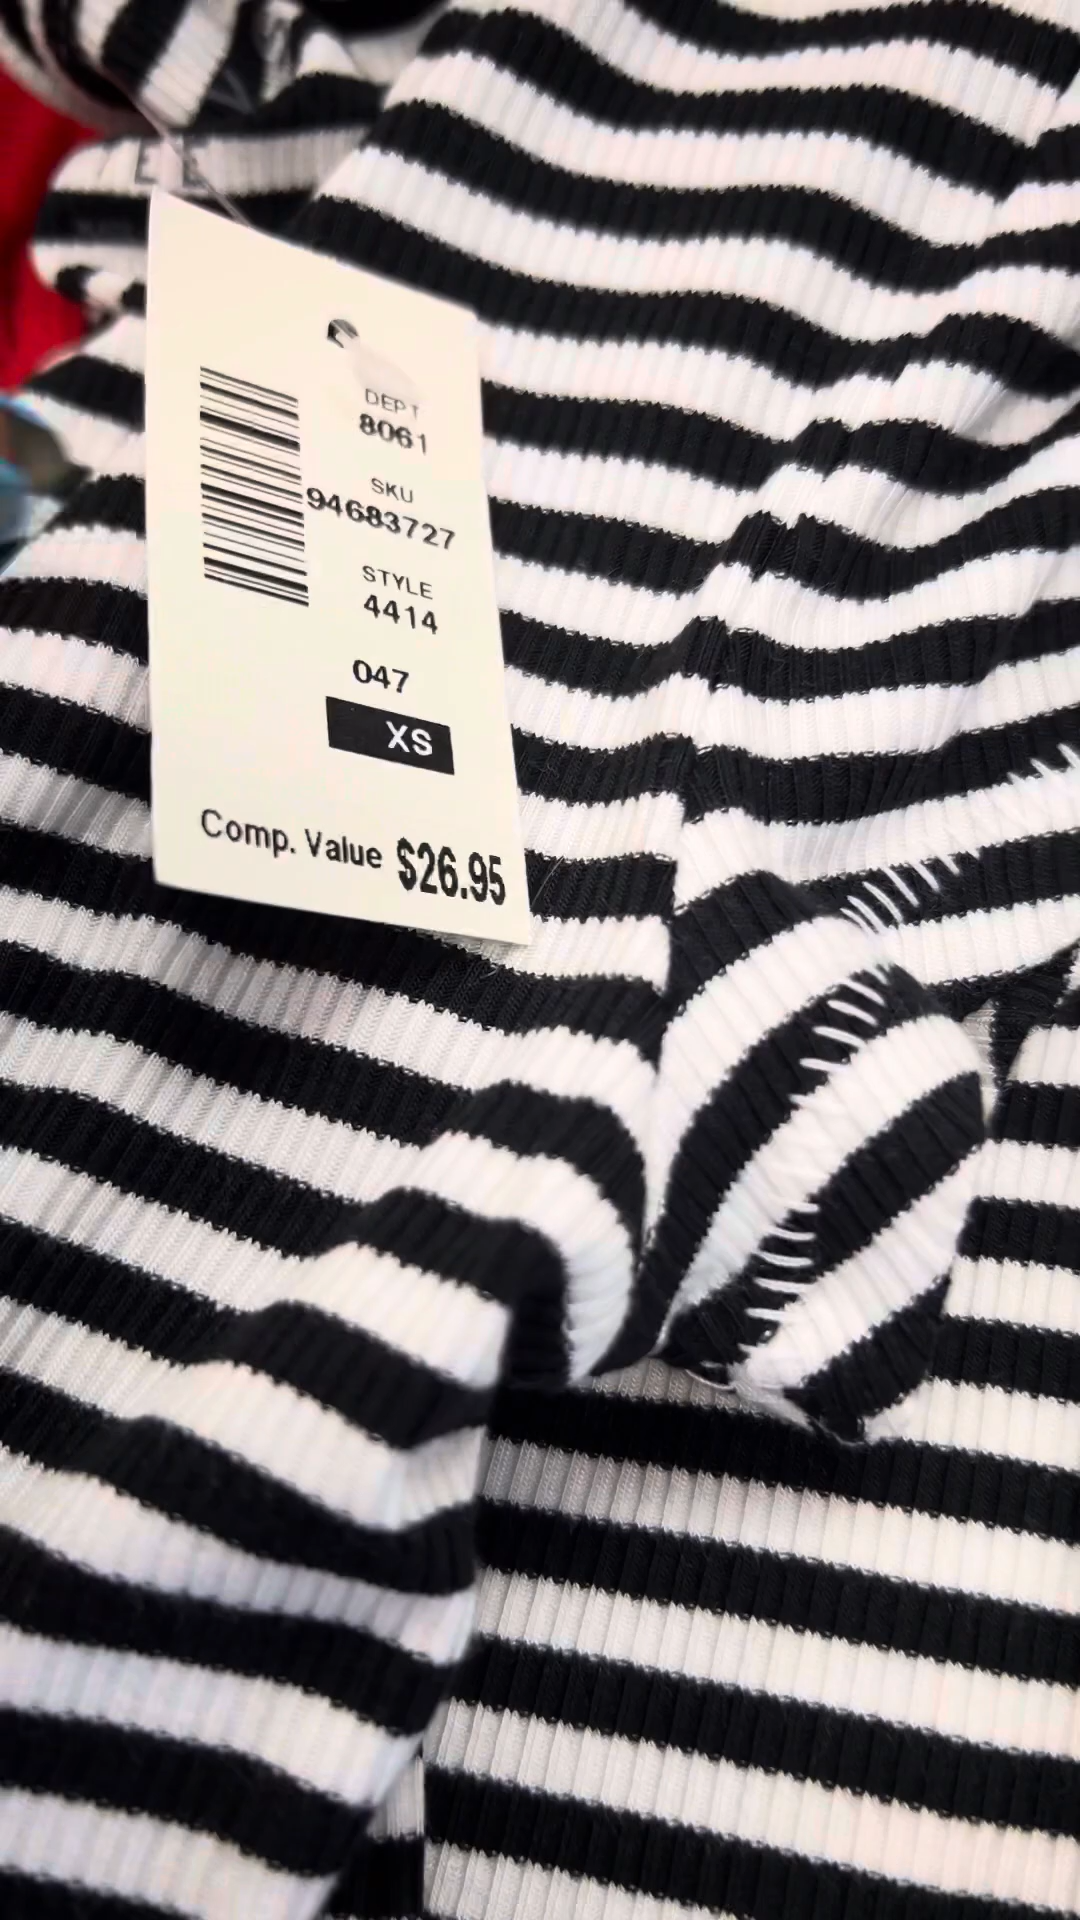 DEPT
8061
SKU
94683727
STYLE
4414
047
XS
Comp. Value $26.95